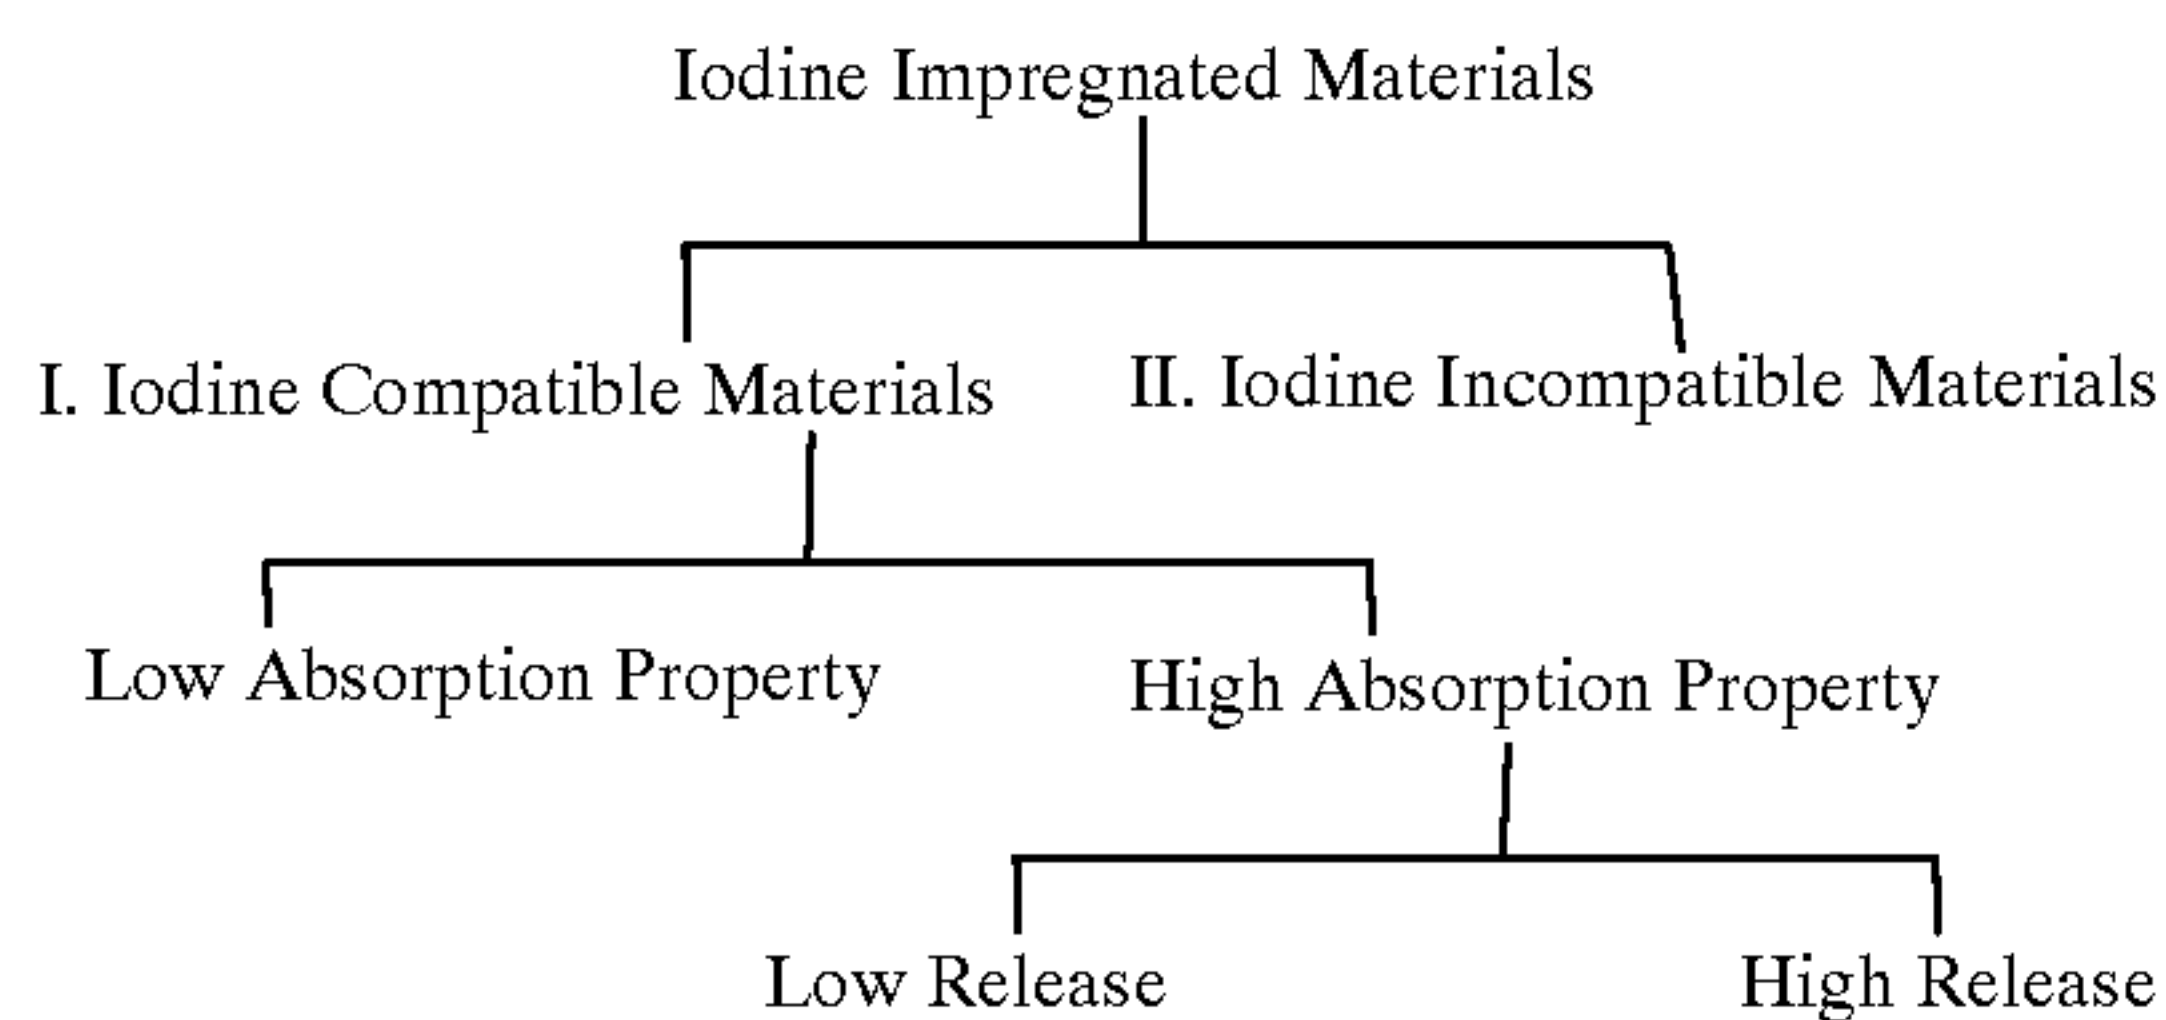 Iodine Impregnated Materials
I. Iodine Compatible Materials
II. Iodine Incompatible Materials
Low Absorption Property
High Absorption Property
Low Release
High Release